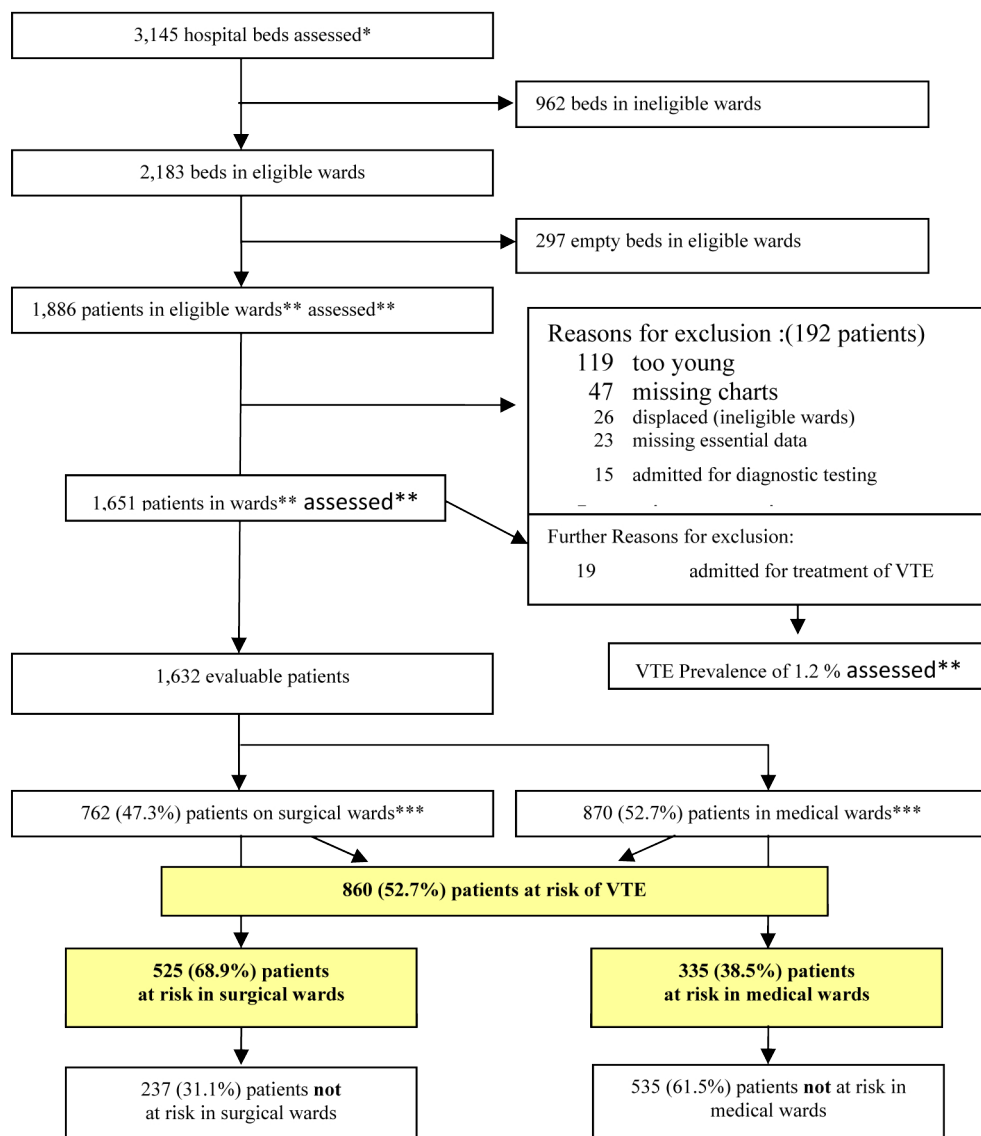 3,145 hospital beds assessed*
962 beds in ineligible wards
2,183 beds in eligible wards
297 empty beds in eligible wards
1,886 patients in eligible wards** assessed**
Reasons for exclusion :(192 patients)
119 too young
47 missing charts
26 displaced (ineligible wards)
23 missing essential data
15 admitted for diagnostic testing
1,651 patients in wards** assessed**
Further Reasons for exclusion:
19 admitted for treatment of VTE
VTE Prevalence of 1.2 % assessed**
1,632 evaluable patients
762 (47.3%) patients on surgical wards***
870 (52.7%) patients in medical wards***
860 (52.7%) patients at risk of VTE
525 (68.9%) patients
at risk in surgical wards
335 (38.5%) patients
at risk in medical wards
237 (31.1%) patients not
at risk in surgical wards
535 (61.5%) patients not at risk in
medical wards